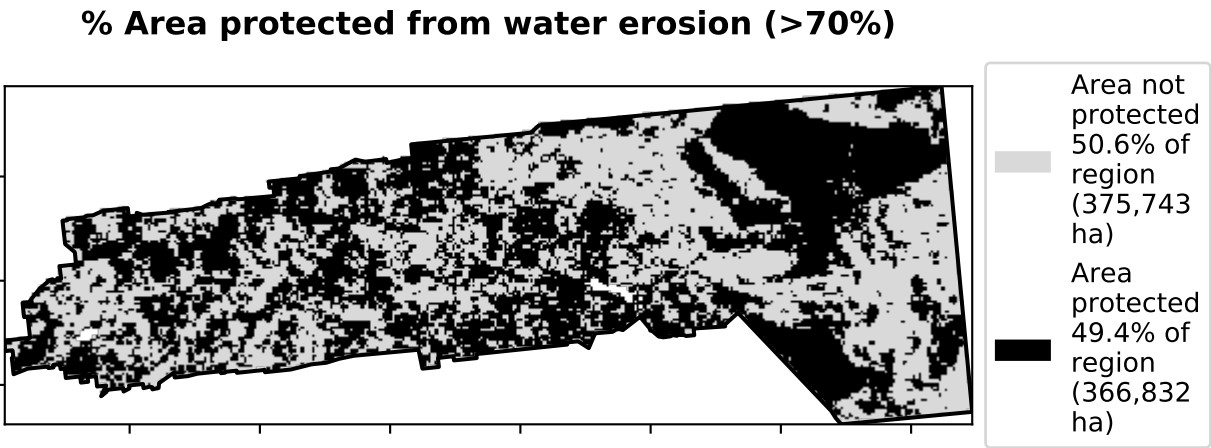 % Area protected from water erosion (>70%)
Area not
protected
50.6% of
region
(375,743
ha)
Area
protected
49.4% of
region
(366,832
ha)